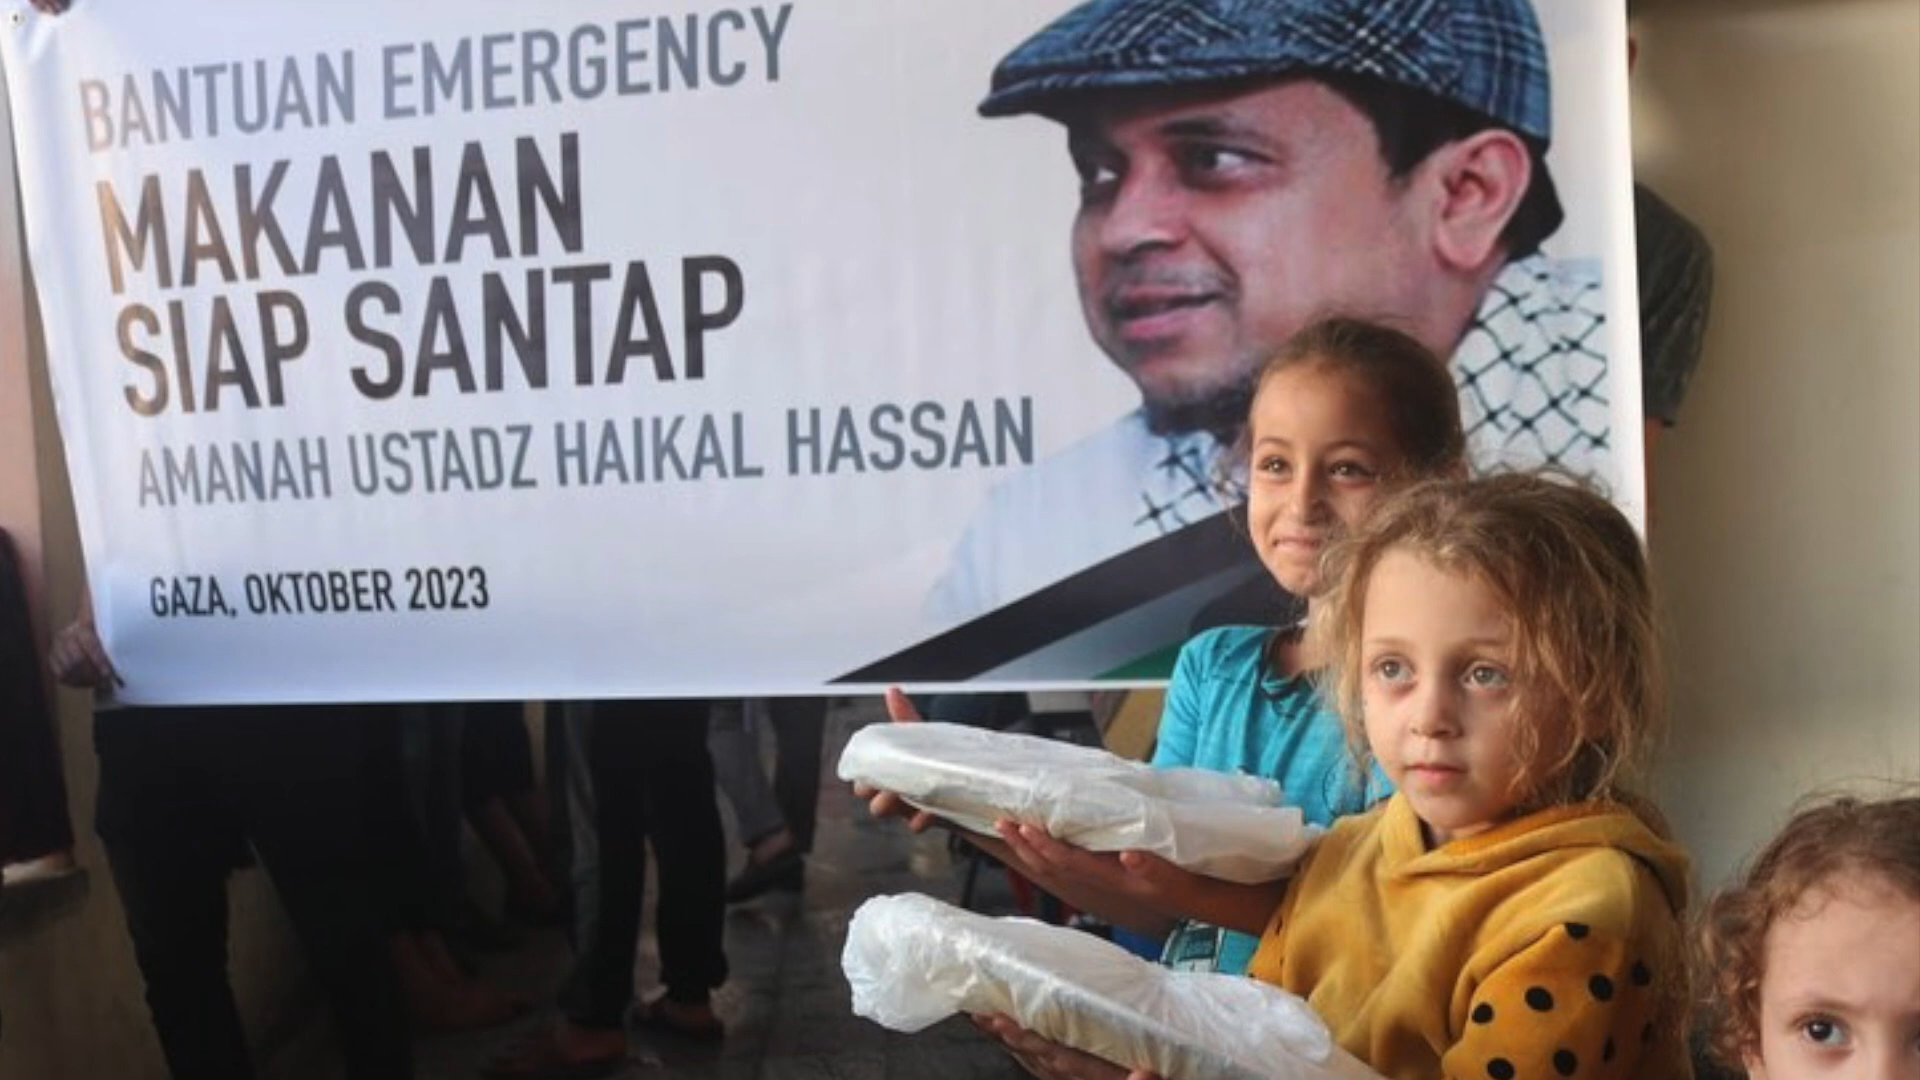 BANTUAN EMERGENCY
MAKANAN
SIAP SANTAP
AMANAH USTADZ HAIKAL HASSAN
GAZA, OKTOBER 2023